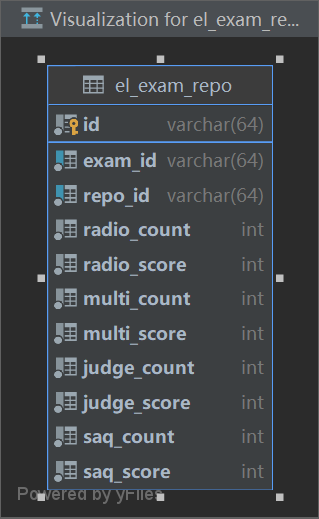 Visualization for el_exam_re...
el_exam_repo
id varchar(64)
exam_id varchar(64)
repo_id varchar(64)
radio_count int
radio_score int
multi_count int
multi_score int
judge_count int
judge_score int
saq_count int
saq_score int
Powered by yFiles